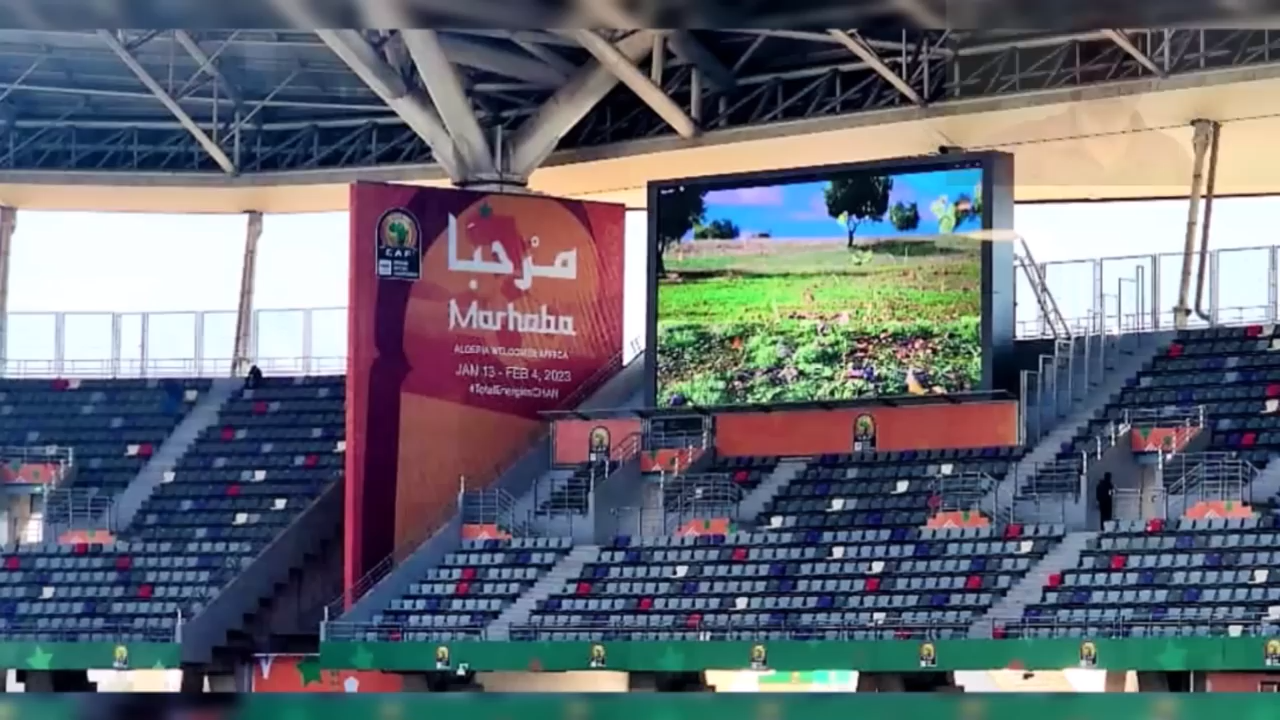 CAF
مرحبا
Marhaba
ALGERIA WELCOMES AFRICA
JAN 13 - FEB 4, 2023
#TotalEnergiesCHAN